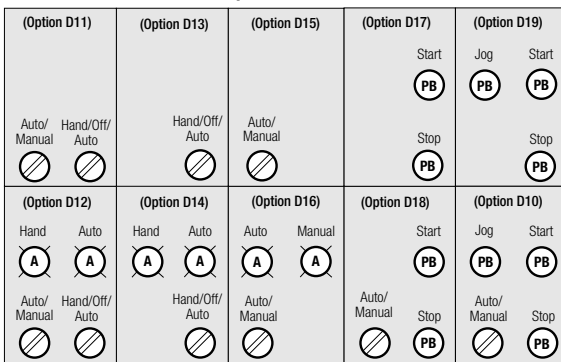 (Option D11)
Auto/
Manual
Hand/Off/
Auto
(Option D13)
Hand/Off/
Auto
(Option D15)
Auto/
Manual
(Option D17)
Start
PB
Stop
PB
(Option D19)
Jog
Start
PB
PB
Stop
PB
(Option D12)
Hand
Auto
A
A
Auto/
Manual
Hand/Off/
Auto
(Option D14)
Hand
Auto
A
A
Hand/Off/
Auto
(Option D16)
Auto
Manual
A
A
Auto/
Manual
(Option D18)
Start
PB
Auto/
Manual
Stop
PB
(Option D10)
Jog
Start
PB
PB
Auto/
Manual
Stop
PB